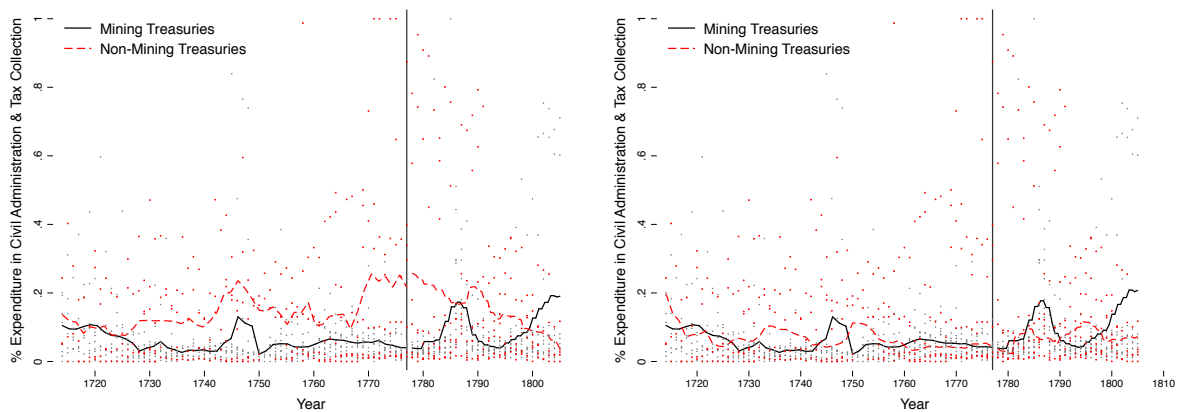 % Expenditure in Civil Administration & Tax Collection
1
.8
.6
.4
.2
0
Mining Treasuries
Non-Mining Treasuries
1720 1730 1740 1750 1760 1770 1780 1790 1800
Year
% Expenditure in Civil Administration & Tax Collection
1
.8
.6
.4
.2
0
Mining Treasuries
Non-Mining Treasuries
1720 1730 1740 1750 1760 1770 1780 1790 1800 1810
Year